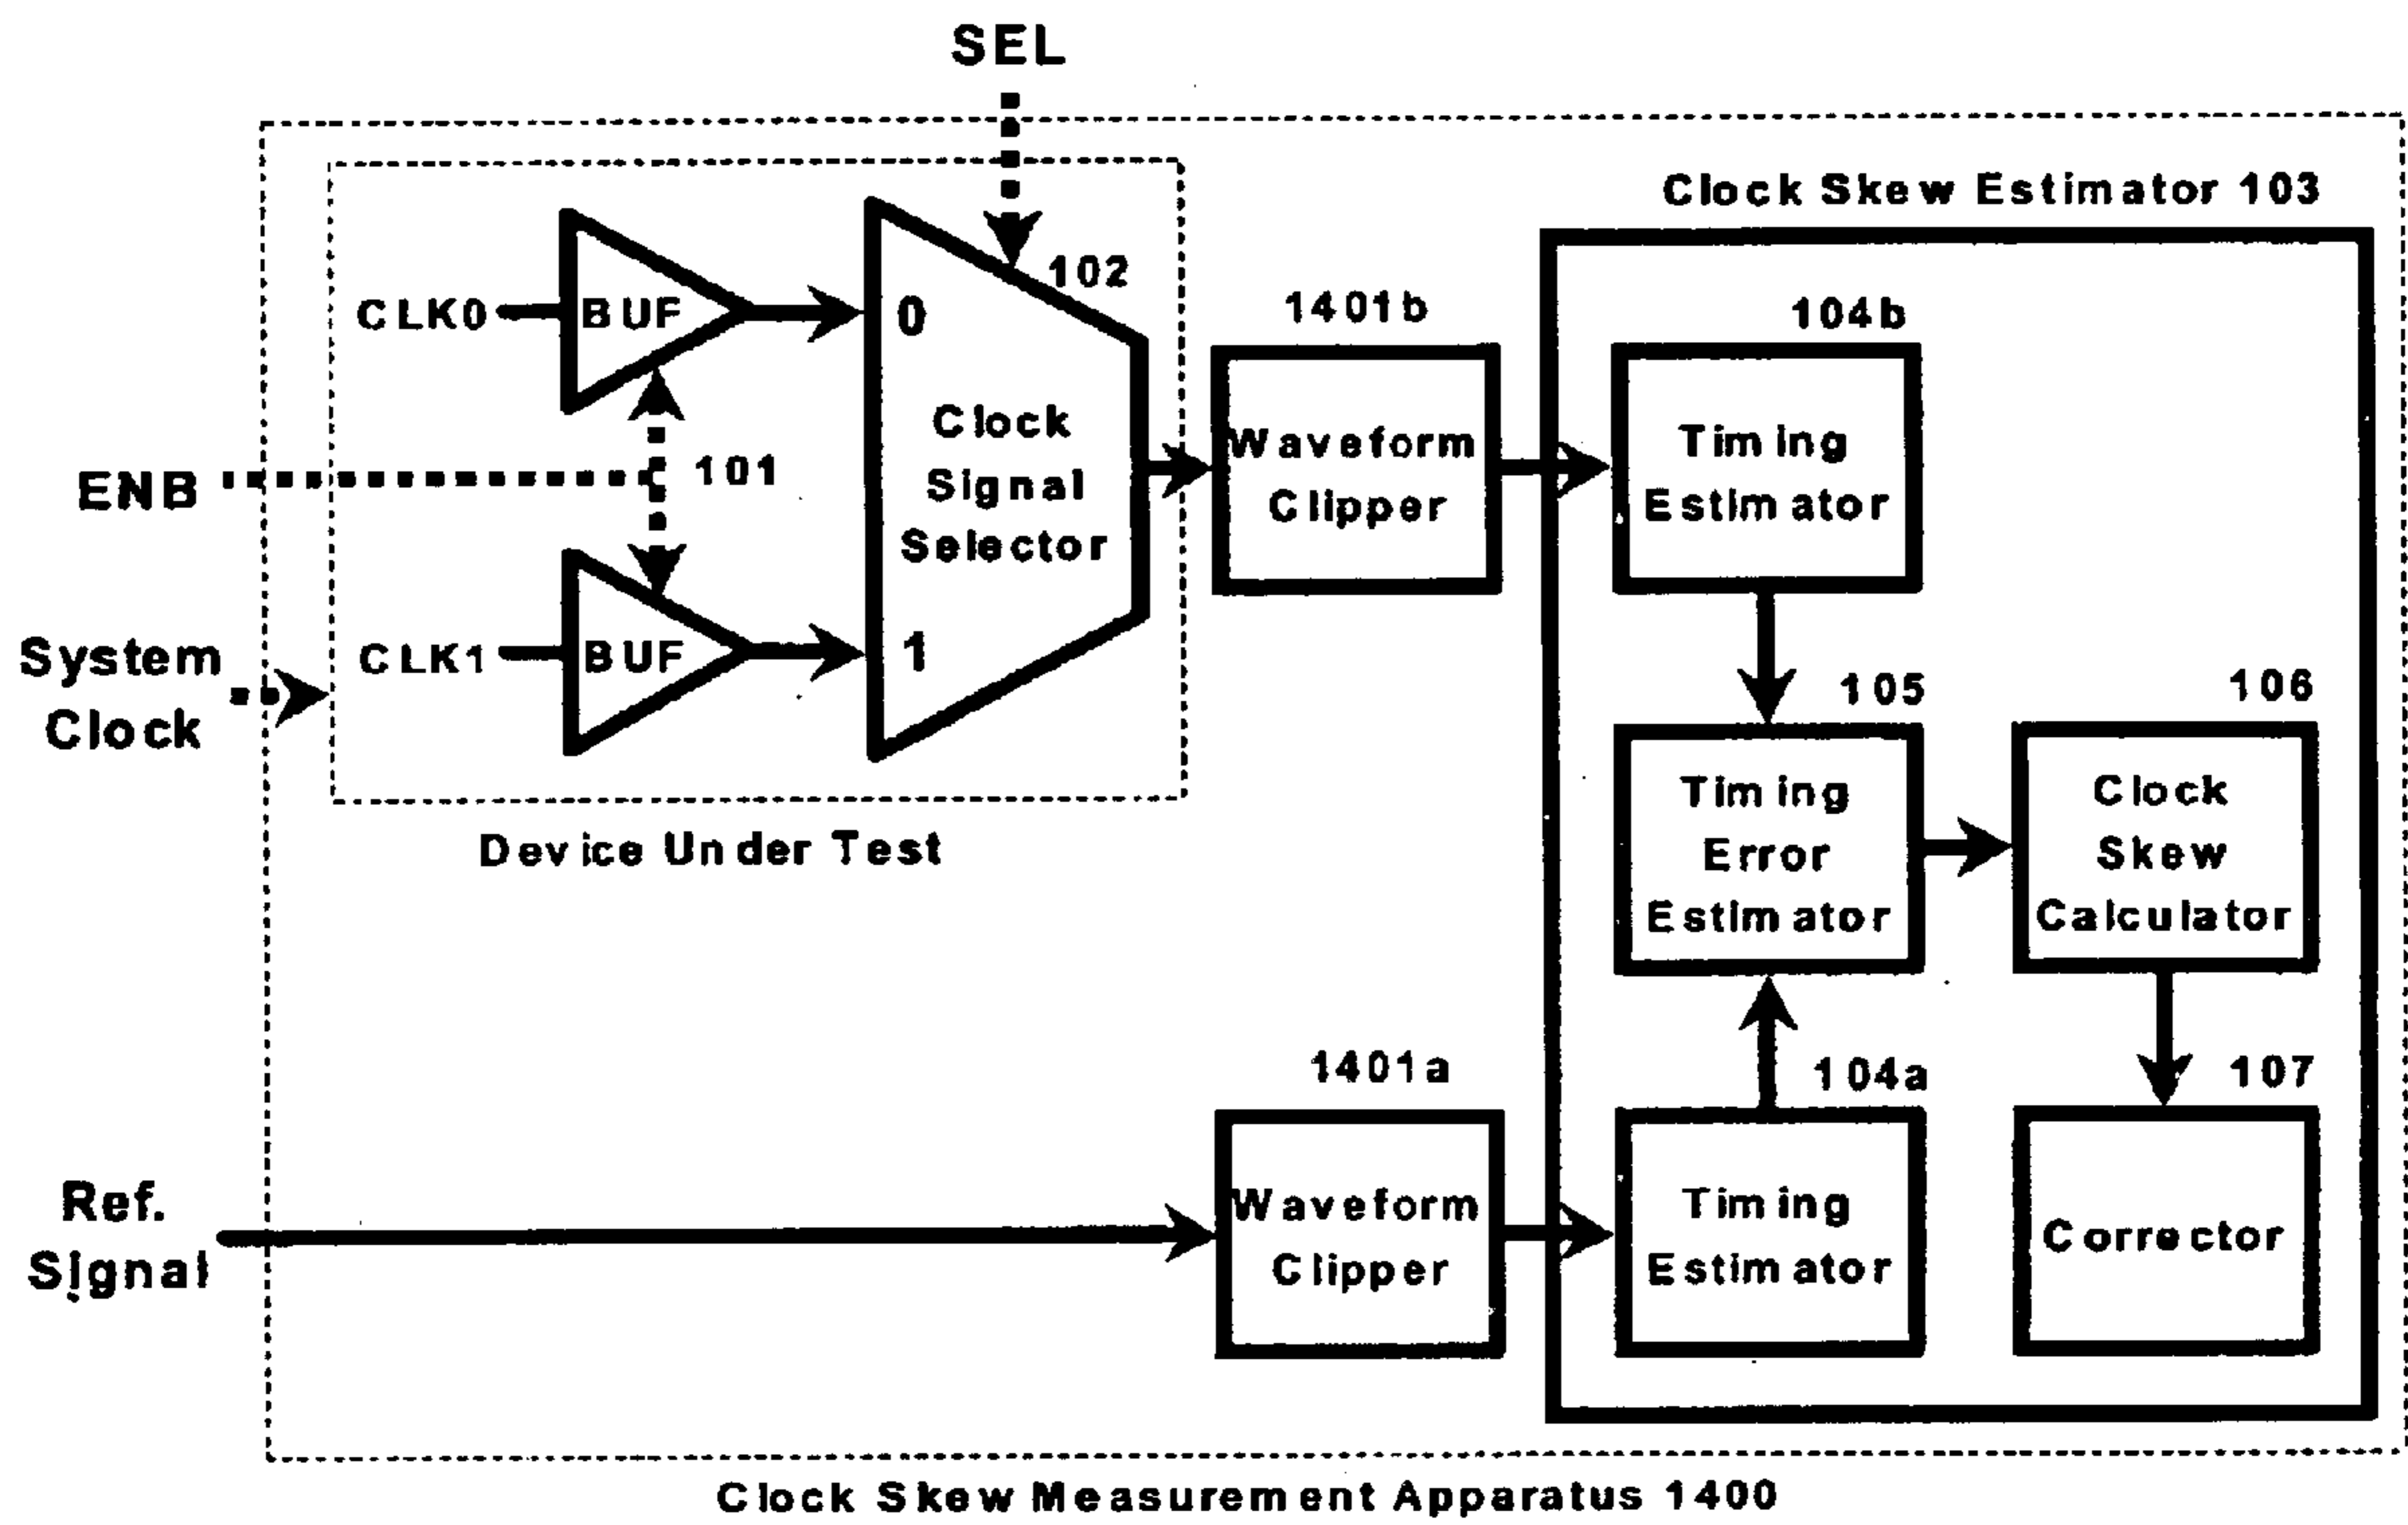 SEL
Clock Skew Estimator 103
102
CLK0
BUF
0
1401b
104b
Clock
Signal
Selector
Waveform
Clipper
Timing
Estimator
ENB
101
System
Clock
CLK1
BUF
1
105
106
Device Under Test
Timing
Error
Estimator
Clock
Skew
Calculator
1401a
104a
107
Ref.
Signal
Waveform
Clipper
Timing
Estimator
Corrector
Clock Skew Measurement Apparatus 1400